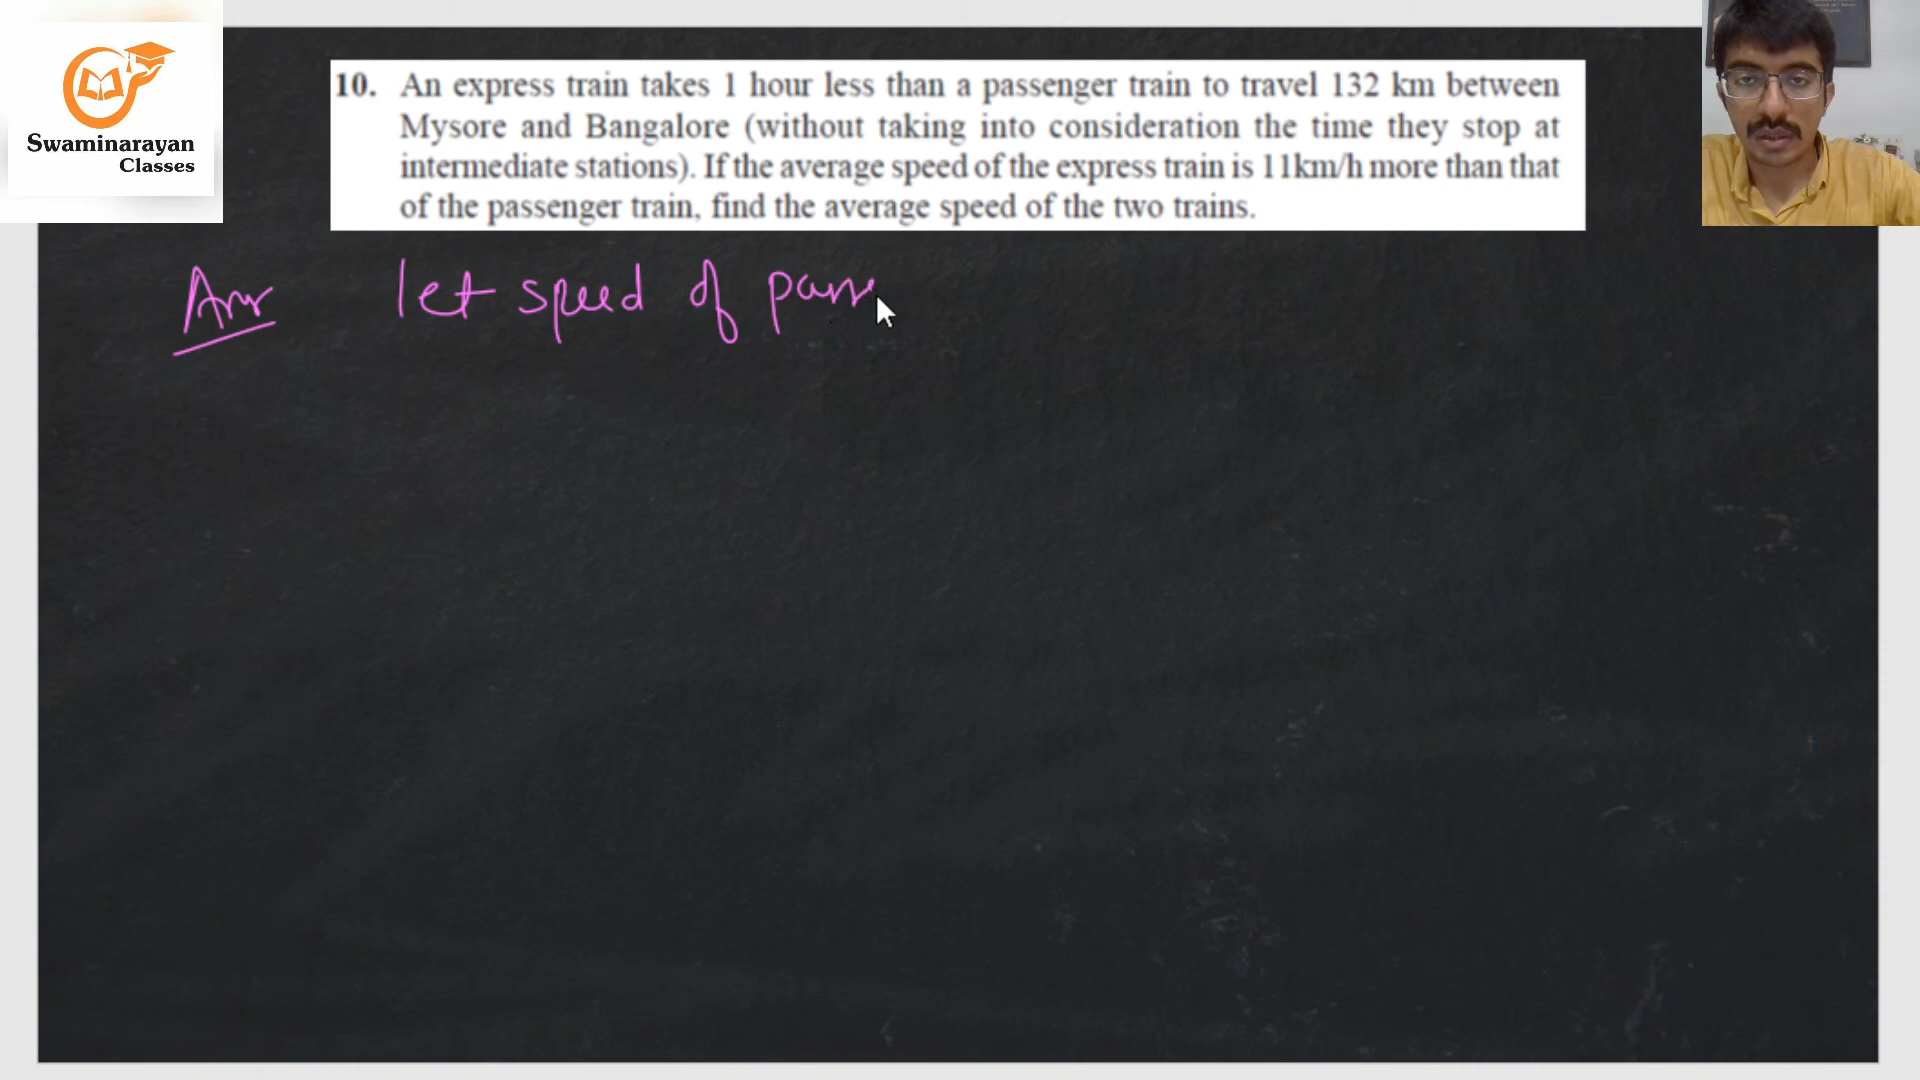 Swaminarayan
Classes
10. An express train takes 1 hour less than a passenger train to travel 132 km between
Mysore and Bangalore (without taking into consideration the time they stop at
intermediate stations). If the average speed of the express train is 11km/h more than that
of the passenger train, find the average speed of the two trains.
Ans let speed of passe